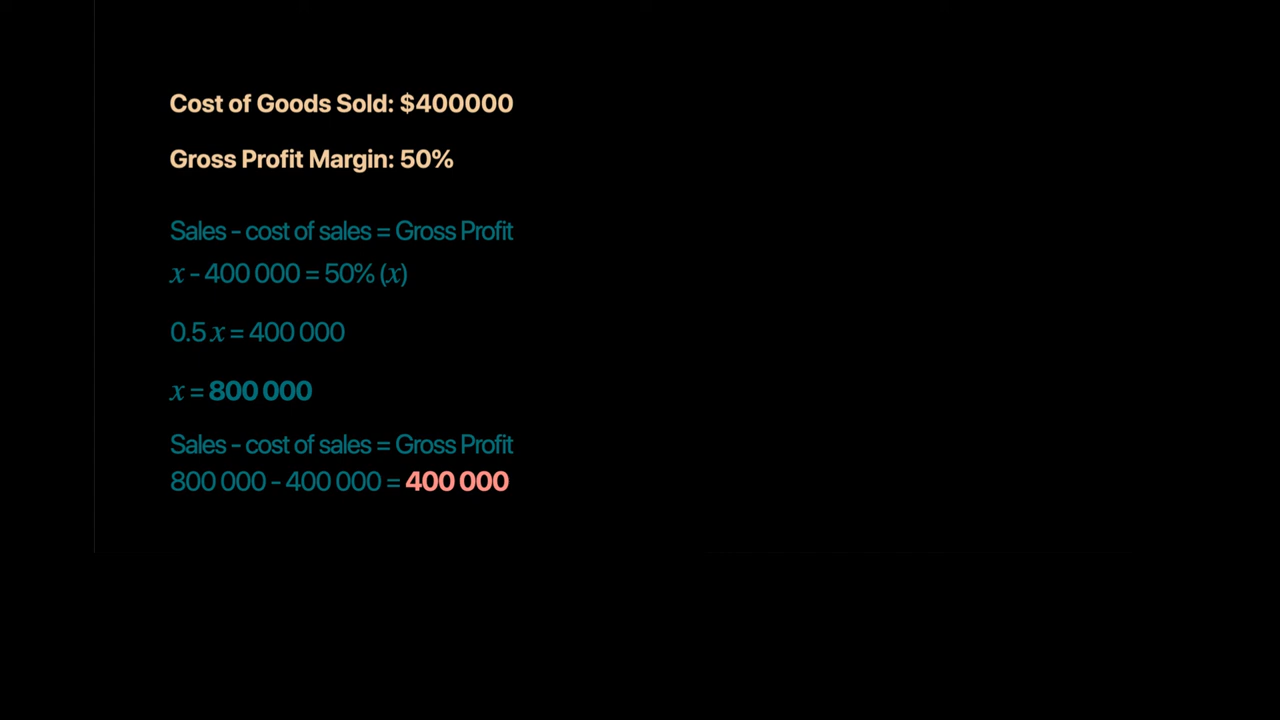 Cost of Goods Sold: $400000
Gross Profit Margin: 50%
Sales - cost of sales = Gross Profit
x - 400 000 = 50% (x)
0.5 x = 400 000
x = 800 000
Sales - cost of sales = Gross Profit
800 000 - 400 000 = 400 000